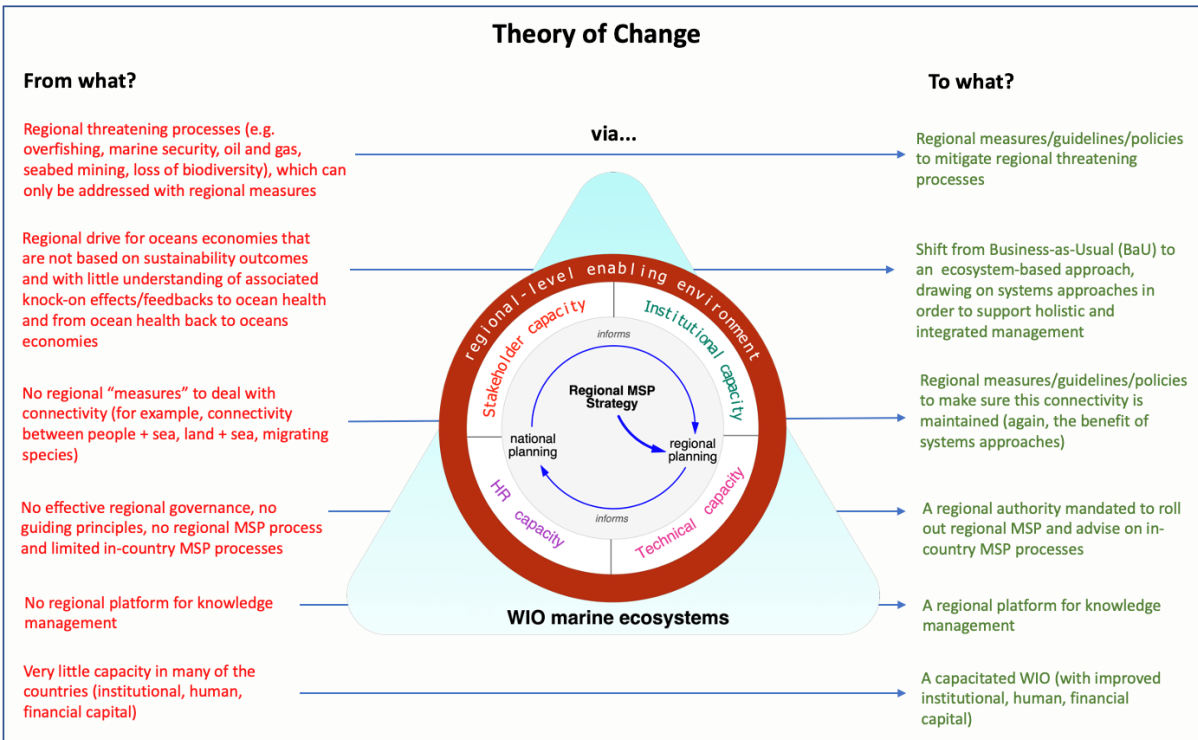 Theory of Change
From what?
To what?
via...
Regional threatening processes (e.g.
overfishing, marine security, oil and gas,
seabed mining, loss of biodiversity), which can
only be addressed with regional measures
Regional measures/guidelines/policies
to mitigate regional threatening
processes
Regional drive for oceans economies that
are not based on sustainability outcomes
and with little understanding of associated
knock-on effects/feedbacks to ocean health
and from ocean health back to oceans
economies
Shift from Business-as-Usual (BaU) to
an  ecosystem-based approach,
drawing on systems approaches in
order to support holistic and
integrated management
No regional “measures” to deal with
connectivity (for example, connectivity
between people + sea, land + sea, migrating
species)
Regional measures/guidelines/policies
to make sure this connectivity is
maintained (again, the benefit of
systems approaches)
No effective regional governance, no
guiding principles, no regional MSP process
and limited in-country MSP processes
A regional authority mandated to roll
out regional MSP and advise on in-
country MSP processes
No regional platform for knowledge
management
A regional platform for knowledge
management
Very little capacity in many of the
countries (institutional, human,
financial capital)
A capacitated WIO (with improved
institutional, human, financial
capital)
regional-level enabling environment
Stakeholder capacity
Institutional capacity
HR capacity
Technical capacity
informs
Regional MSP
Strategy
national
planning
regional
planning
informs
WIO marine ecosystems